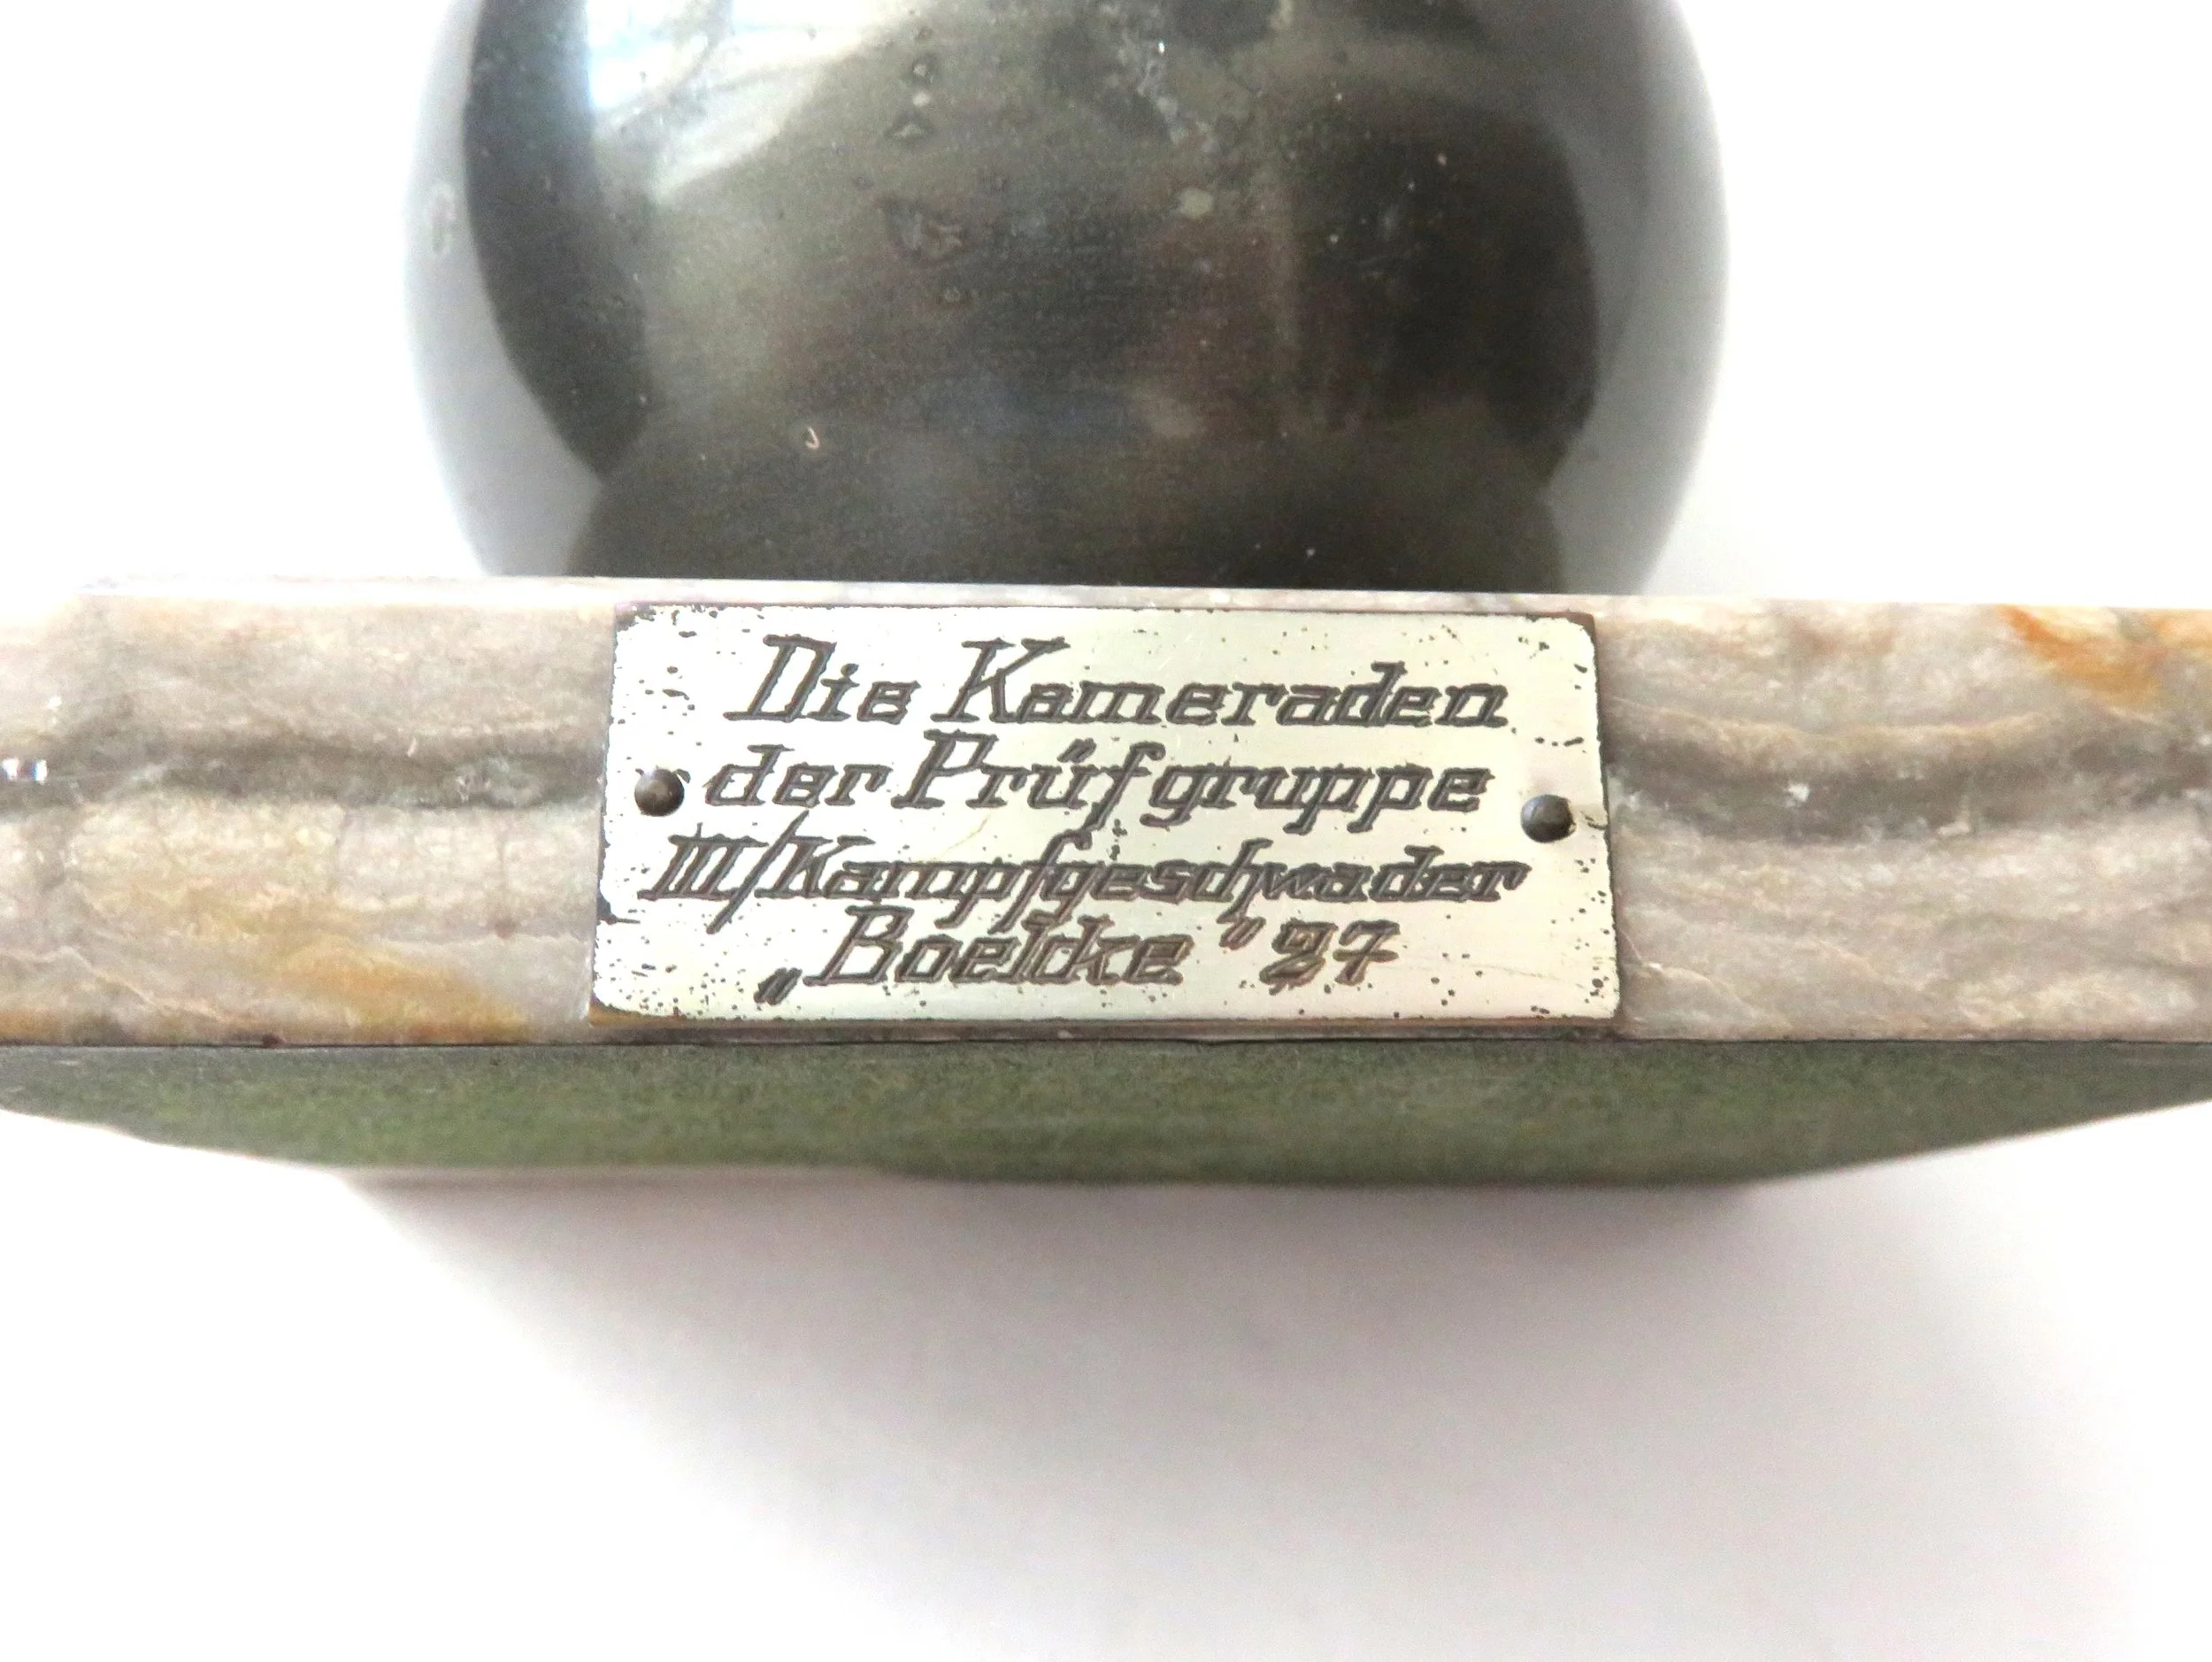 Die Kameraden
der Prüfgruppe
III/Kampfgeschwader
„Boelcke“ 27